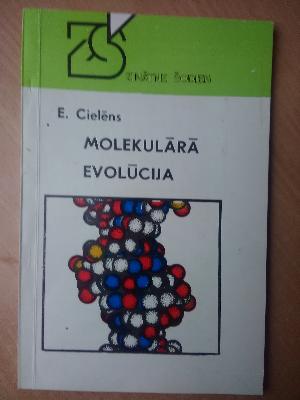 ZS
ZINĀTNE ŠODIEN
E. Cielēns
MOLEKULĀRĀ
EVOLŪCIJA